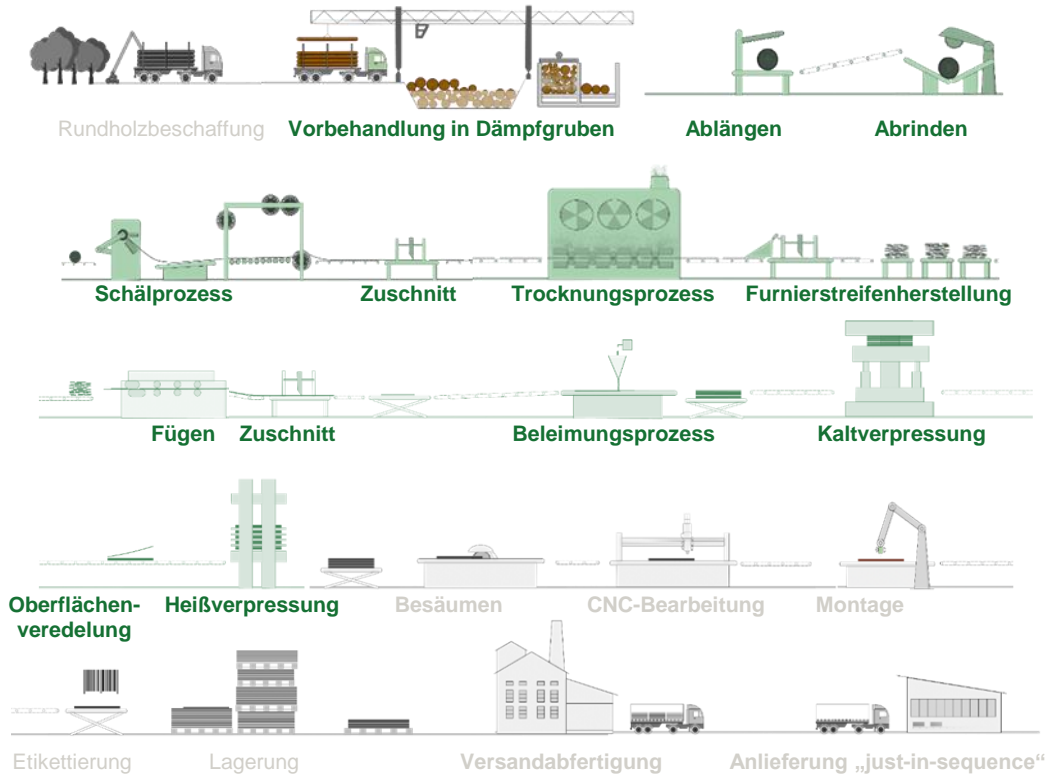 Rundholzbeschaffung Vorbehandlung in Dämpfgruben Ablängen Abrinden
Schälprozess Zuschnitt Trocknungsprozess Furnierstreifenherstellung
Fügen Zuschnitt Beleimungsprozess Kaltverpressung
Oberflächen-
veredelung
Heißverpressung Besäumen CNC-Bearbeitung Montage
Etikettierung Lagerung Versandabfertigung Anlieferung „just-in-sequence“